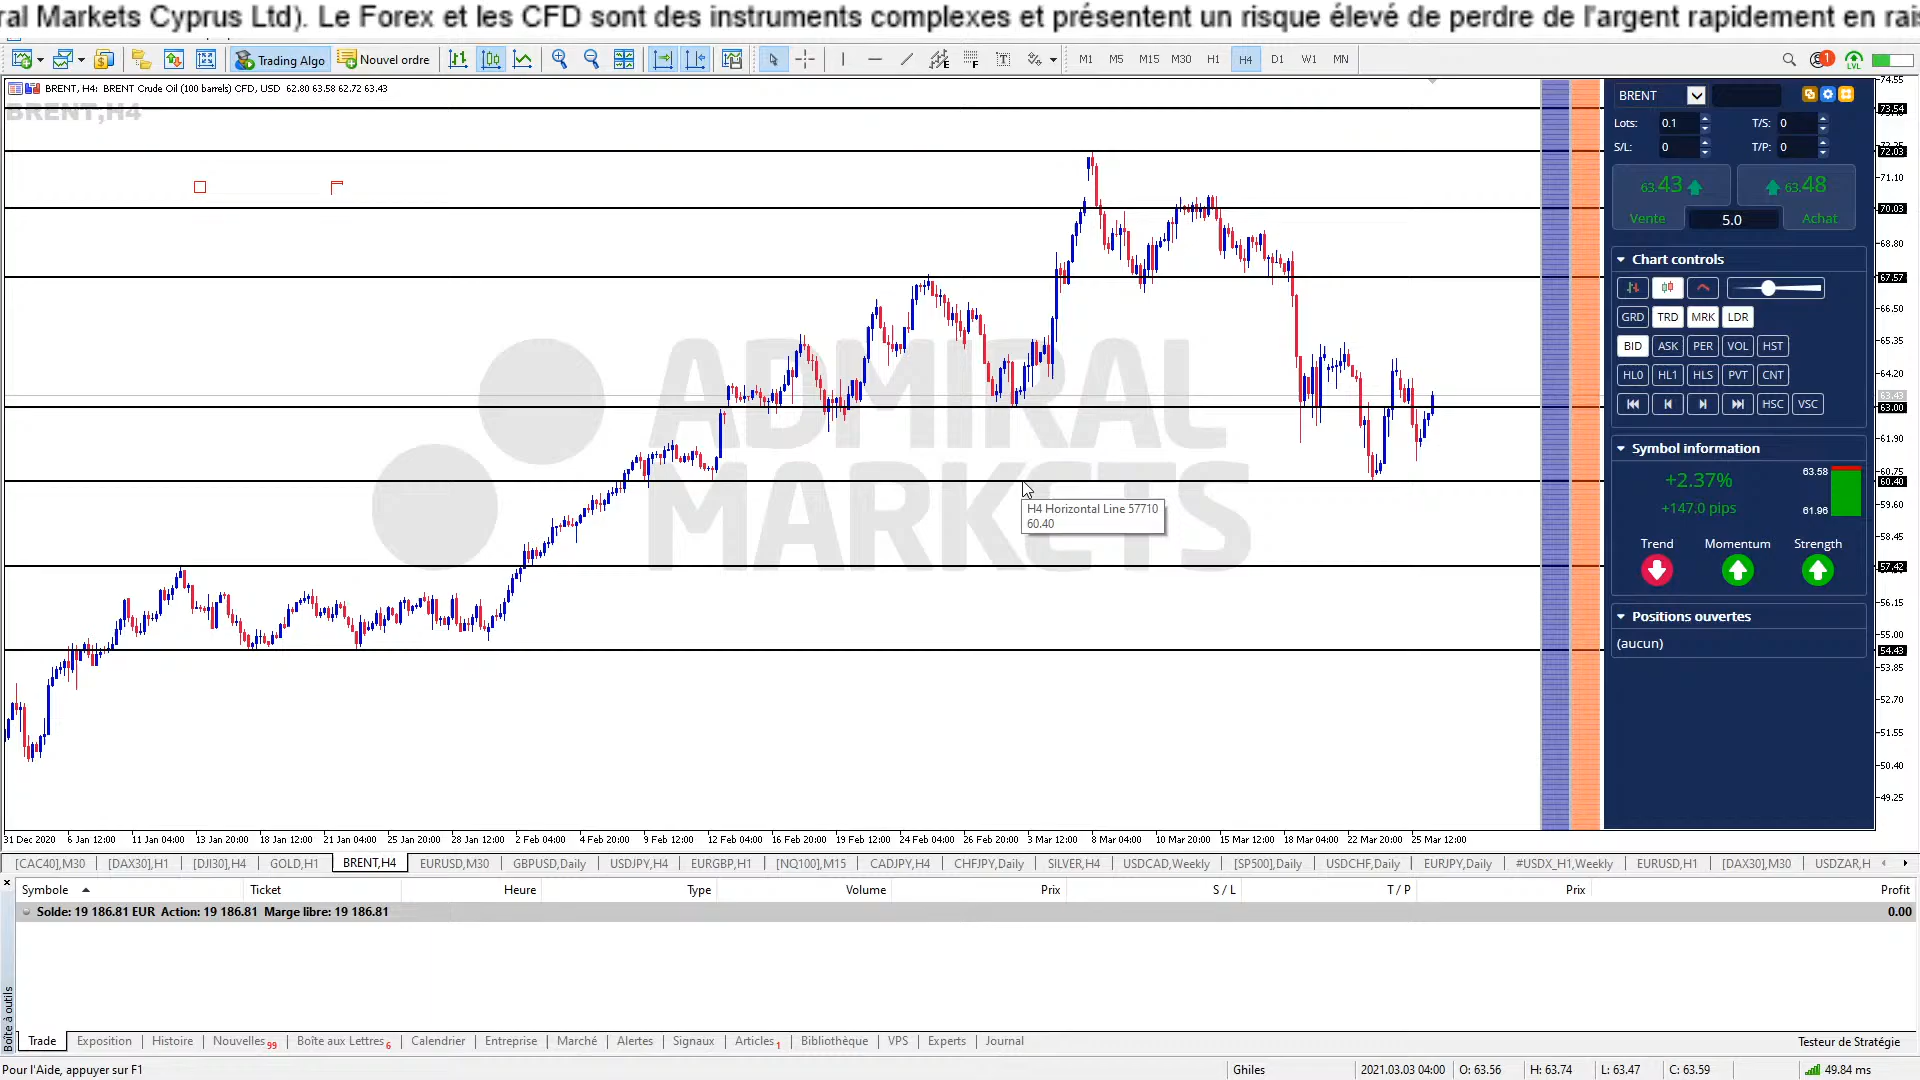 ral Markets Cyprus Ltd). Le Forex et les CFD sont des instruments complexes et présentent un risque élevé de perdre de l'argent rapidement en rais
Trading Algo Nouvel ordre M1 M5 M15 M30 H1 H4 D1 W1 MN 1 LVL
BRENT, H4: BRENT Crude Oil (100 barrels) CFD, USD 62.80 63.58 62.72 63.43
BRENT,H4
ADMIRAL
MARKETS
H4 Horizontal Line 57710
60.40
74.55
73.54
72.03
71.10
70.03
68.80
67.57
66.50
65.35
64.20
63.43
63.00
61.90
60.75
60.40
59.60
58.45
57.42
56.15
55.00
54.43
53.85
52.70
51.55
50.40
49.25
BRENT
Lots: 0.1 T/S: 0
S/L: 0 T/P: 0
63.43 63.48
Vente 5.0 Achat
Chart controls
GRD TRD MRK LDR
BID ASK PER VOL HST
HL0 HL1 HLS PVT CNT
HSC VSC
Symbol information
+2.37% 63.58
+147.0 pips 61.96
Trend Momentum Strength
Positions ouvertes
(aucun)
31 Dec 2020 6 Jan 12:00 11 Jan 04:00 13 Jan 20:00 18 Jan 12:00 21 Jan 04:00 25 Jan 20:00 28 Jan 12:00 2 Feb 04:00 4 Feb 20:00 9 Feb 12:00 12 Feb 04:00 16 Feb 20:00 19 Feb 12:00 24 Feb 04:00 26 Feb 20:00 3 Mar 12:00 8 Mar 04:00 10 Mar 20:00 15 Mar 12:00 18 Mar 04:00 22 Mar 20:00 25 Mar 12:00
[CAC40],M30 [DAX30],H1 [DJI30],H4 GOLD,H1 BRENT,H4 EURUSD,M30 GBPUSD,Daily USDJPY,H4 EURGBP,H1 [NQ100],M15 CADJPY,H4 CHFJPY,Daily SILVER,H4 USDCAD,Weekly [SP500],Daily USDCHF,Daily EURJPY,Daily #USDX_H1,Weekly EURUSD,H1 [DAX30],M30 USDZAR,H
Symbole Ticket Heure Type Volume Prix S / L T / P Prix Profit
Solde: 19 186.81 EUR Action: 19 186.81 Marge libre: 19 186.81 0.00
Boîte à outils
Trade Exposition Histoire Nouvelles 99 Boîte aux Lettres 6 Calendrier Entreprise Marché Alertes Signaux Articles 1 Bibliothèque VPS Experts Journal Testeur de Stratégie
Pour l'Aide, appuyer sur F1 Ghiles 2021.03.03 04:00 O: 63.56 H: 63.74 L: 63.47 C: 63.59 49.84 ms